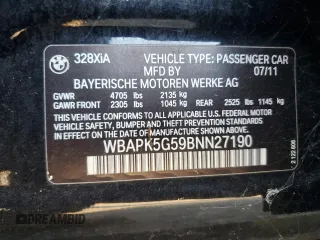 328XiA VEHICLE TYPE: PASSENGER CAR
MFD BY 07/11
BAYERISCHE MOTOREN WERKE AG
GVWR 4705 lbs 2135 kg
GAWR FRONT 2305 lbs 1045 kg REAR 2525 lbs 1145 kg
THIS VEHICLE CONFORMS TO ALL APPLICABLE
U.S. FEDERAL MOTOR VEHICLE SAFETY,
BUMPER, AND THEFT PREVENTION STANDARDS
IN EFFECT ON THE DATE OF MANUFACTURE
SHOWN ABOVE.
WBAPK5G59BNN27190